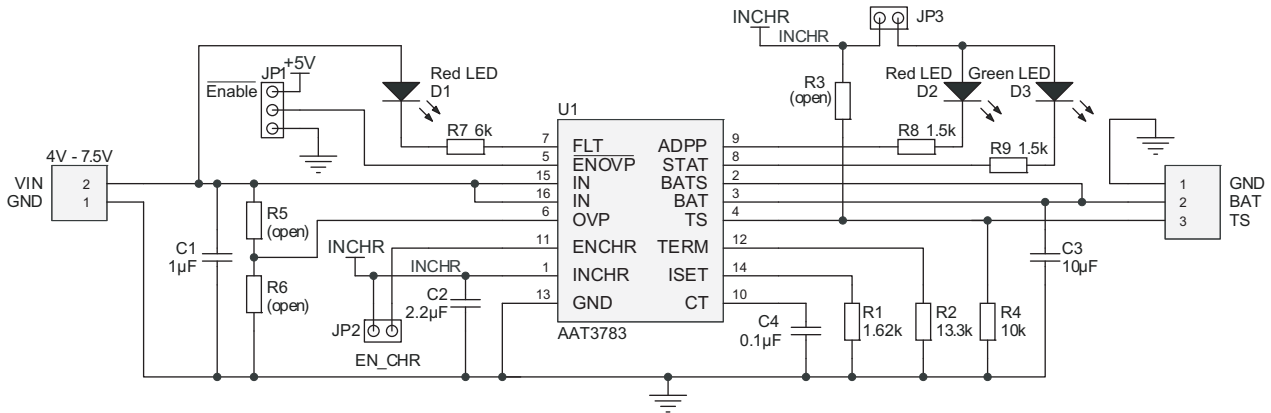 INCHR
INCHR
JP3
+5V
JP1
Enable
Red LED
D1
R3
(open)
Red LED
D2
Green LED
D3
U1
R7 6k
R8 1.5k
R9 1.5k
4V - 7.5V
VIN 2
GND 1
7 FLT ADPP 9
5 ENOVP STAT 8
15 IN BATS 2
16 IN BAT 3
6 OVP TS 4
11 ENCHR TERM 12
1 INCHR ISET 14
13 GND CT 10
AAT3783
1 GND
2 BAT
3 TS
R5
(open)
C1
1µF
R6
(open)
INCHR
INCHR
C2
2.2µF
JP2
EN_CHR
C4
0.1µF
R1
1.62k
R2
13.3k
R4
10k
C3
10µF